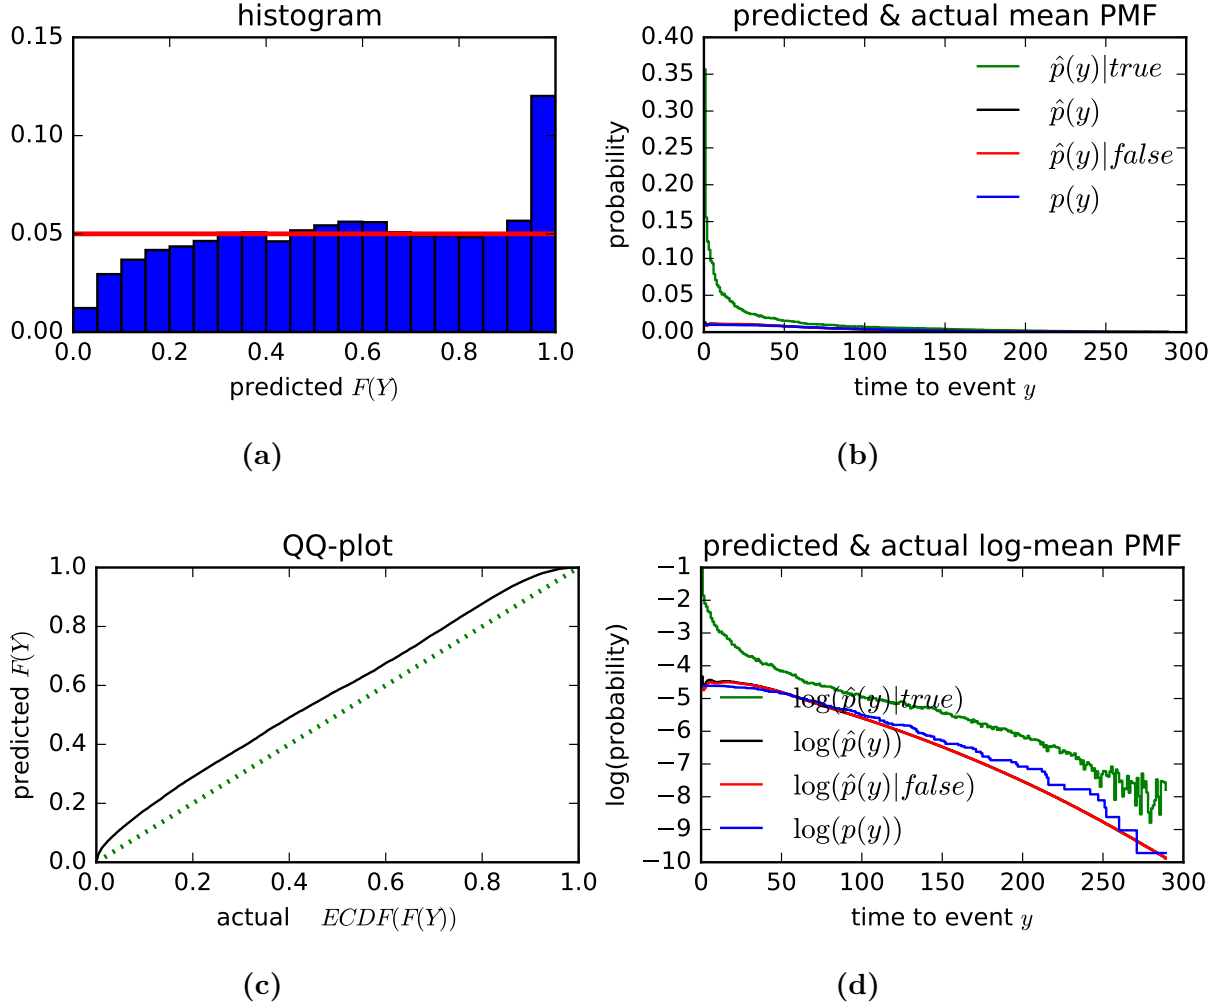 histogram
0.15
0.10
0.05
0.00
0.0 0.2 0.4 0.6 0.8 1.0
predicted F(Y)
(a)
predicted & actual mean PMF
0.40
0.35
0.30
0.25
0.20
0.15
0.10
0.05
0.00
probability
p̂(y)|true
p̂(y)
p̂(y)|false
p(y)
0 50 100 150 200 250 300
time to event y
(b)
QQ-plot
1.0
0.8
0.6
0.4
0.2
0.0
predicted F(Y)
0.0 0.2 0.4 0.6 0.8 1.0
actual ECDF(F(Y))
(c)
predicted & actual log-mean PMF
−1
−2
−3
−4
−5
−6
−7
−8
−9
−10
log(probability)
log(p̂(y)|true)
log(p̂(y))
log(p̂(y)|false)
log(p(y))
0 50 100 150 200 250 300
time to event y
(d)